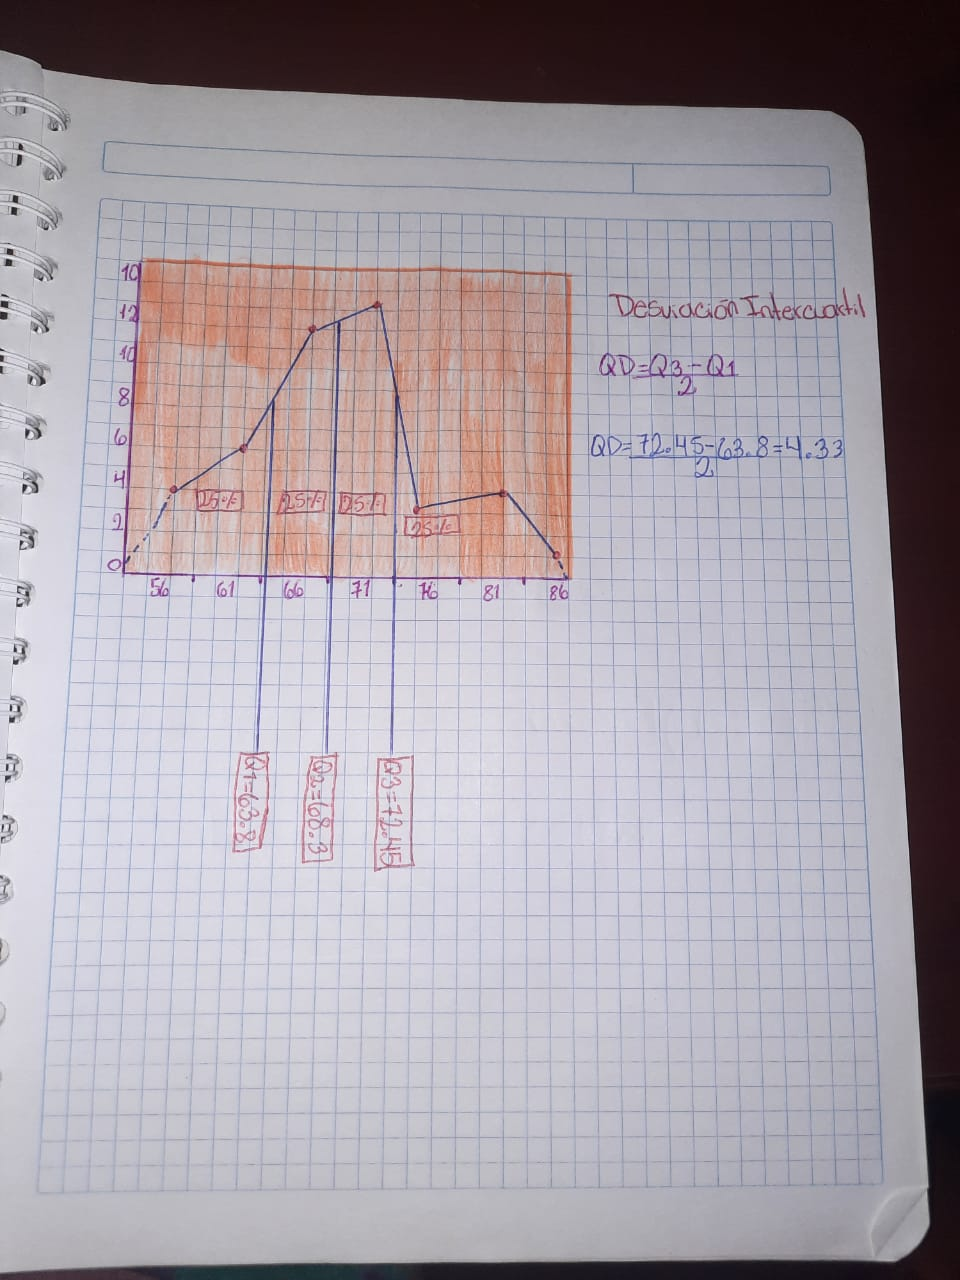 10
12
10
8
6
4
2
0
56 61 66 71 76 81 86
25%
25%
25%
25%
Q1=63.8
Q2=68.3
Q3=72.45
Desviación Intercuartil
QD=Q3-Q1
2
QD=72.45-63.8=4.33
2